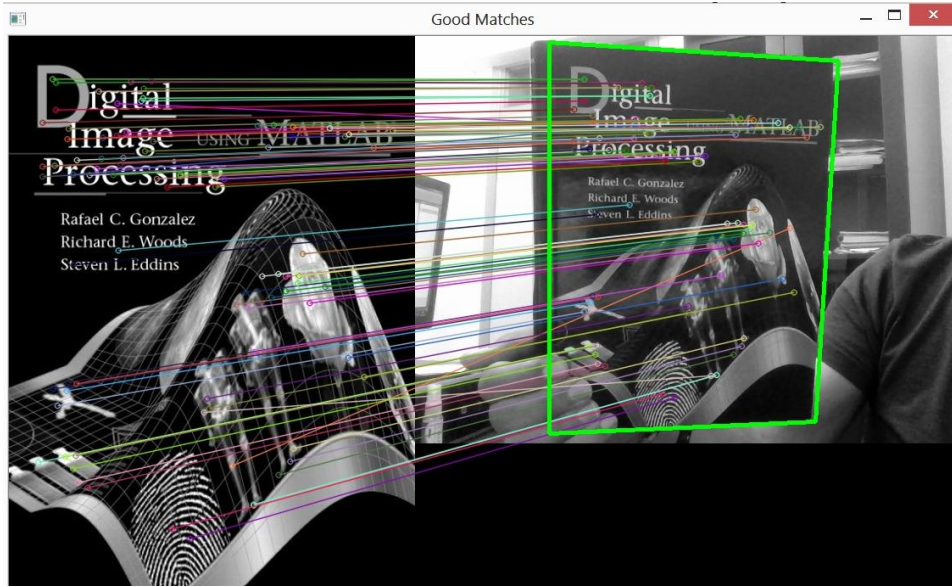 Good Matches
Digital
Image USING MATLAB
Processing
Rafael C. Gonzalez
Richard E. Woods
Steven L. Eddins
Digital
Image USING MATLAB
Processing
Rafael C. Gonzalez
Richard E. Woods
Steven L. Eddins